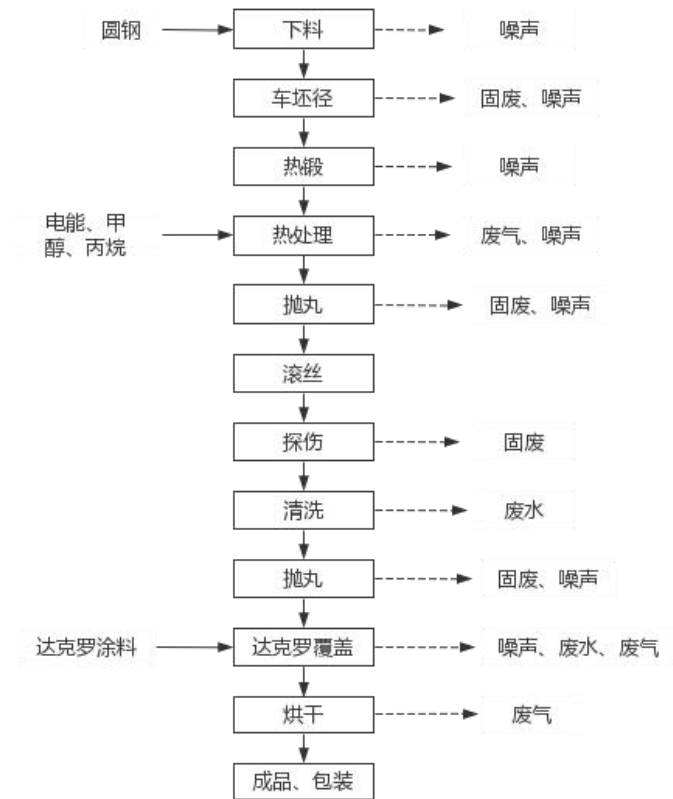 圆钢
下料
噪声
车坯径
固废、噪声
热锻
噪声
电能、甲
醇、丙烷
热处理
废气、噪声
抛丸
固废、噪声
滚丝
探伤
固废
清洗
废水
抛丸
固废、噪声
达克罗涂料
达克罗覆盖
噪声、废水、废气
烘干
废气
成品、包装